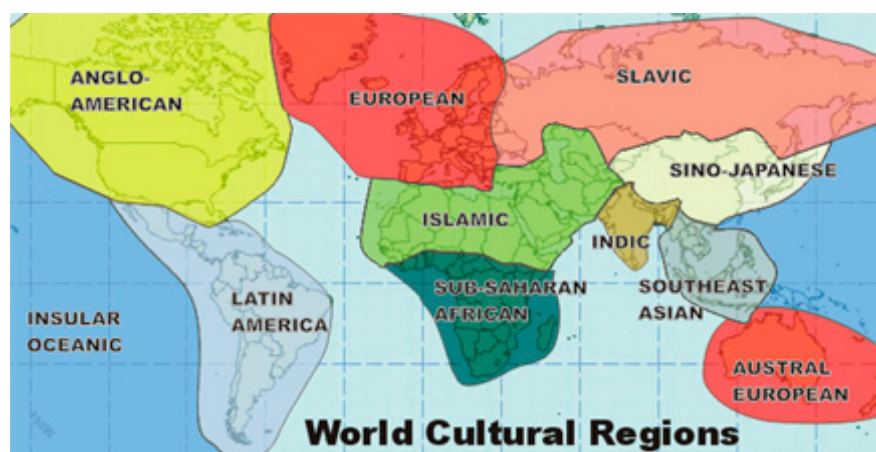 ANGLO-
AMERICAN
EUROPEAN
SLAVIC
SINO-JAPANESE
ISLAMIC
INDIC
SUB-SAHARAN
AFRICAN
SOUTHEAST
ASIAN
LATIN
AMERICA
INSULAR
OCEANIC
AUSTRAL
EUROPEAN
World Cultural Regions